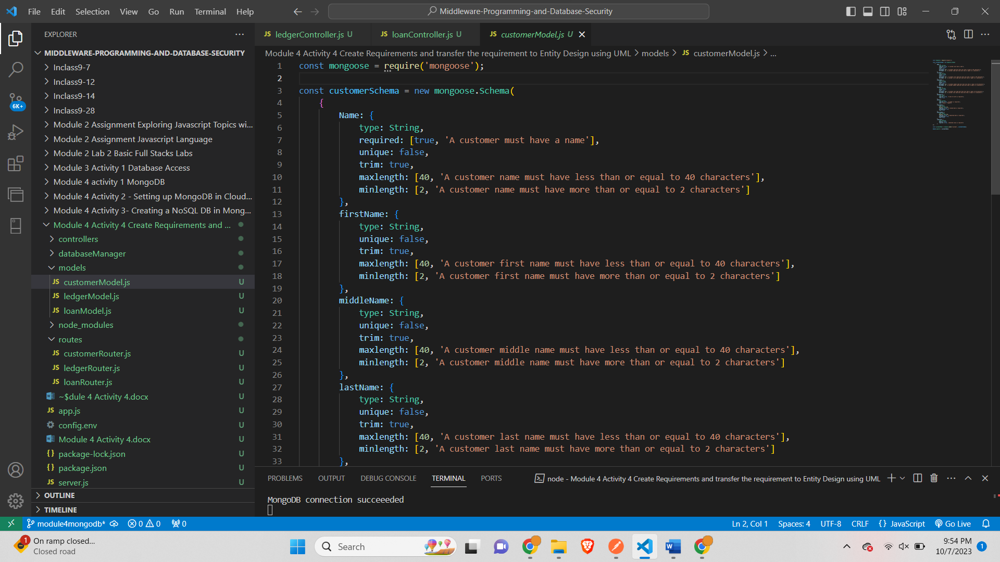 File Edit Selection View Go Run Terminal Help
Middleware-Programming-and-Database-Security
EXPLORER
MIDDLEWARE-PROGRAMMING-AND-DATABASE-SECURITY
Inclass9-7
Inclass9-12
Inclass9-14
Inclass9-28
Module 2 Assignment Exploring Javascript Topics wi...
Module 2 Assignment Javascript Language
Module 2 Lab 2 Basic Full Stacks Labs
Module 3 Activity 1 Database Access
Module 4 activity 1 MongoDB
Module 4 Activity 2 - Setting up MongoDB in Cloud...
Module 4 Activity 3- Creating a NoSQL DB in Mong...
Module 4 Activity 4 Create Requirements and ...
controllers
databaseManager
models
JS customerModel.js U
JS ledgerModel.js U
JS loanModel.js U
node_modules
routes
JS customerRouter.js U
JS ledgerRouter.js U
JS loanRouter.js U
~$dule 4 Activity 4.docx U
JS app.js U
config.env U
Module 4 Activity 4.docx U
{} package-lock.json U
{} package.json U
JS server.js U
OUTLINE
TIMELINE
6K+
JS ledgerController.js U
JS loanController.js U
JS customerModel.js U
Module 4 Activity 4 Create Requirements and transfer the requirement to Entity Design using UML > models > JS customerModel.js > ...
1 const mongoose = require('mongoose');
2
3 const customerSchema = new mongoose.Schema(
4 {
5 Name: {
6 type: String,
7 required: [true, 'A customer must have a name'],
8 unique: false,
9 trim: true,
10 maxlength: [40, 'A customer name must have less than or equal to 40 characters'],
11 minlength: [2, 'A customer name must have more than or equal to 2 characters']
12 },
13 firstName: {
14 type: String,
15 unique: false,
16 trim: true,
17 maxlength: [40, 'A customer first name must have less than or equal to 40 characters'],
18 minlength: [2, 'A customer first name must have more than or equal to 2 characters']
19 },
20 middleName: {
21 type: String,
22 unique: false,
23 trim: true,
24 maxlength: [40, 'A customer middle name must have less than or equal to 40 characters'],
25 minlength: [2, 'A customer middle name must have more than or equal to 2 characters']
26 },
27 lastName: {
28 type: String,
29 unique: false,
30 trim: true,
31 maxlength: [40, 'A customer last name must have less than or equal to 40 characters'],
32 minlength: [2, 'A customer last name must have more than or equal to 2 characters']
33 },
PROBLEMS OUTPUT DEBUG CONSOLE TERMINAL PORTS
node - Module 4 Activity 4 Create Requirements and transfer the requirement to Entity Design using UML
MongoDB connection succeeeded
module4mongodb* 0 0 0
Ln 2, Col 1 Spaces: 4 UTF-8 CRLF {} JavaScript Go Live
1
On ramp closed...
Closed road
Search
W
9:54 PM
10/7/2023
1